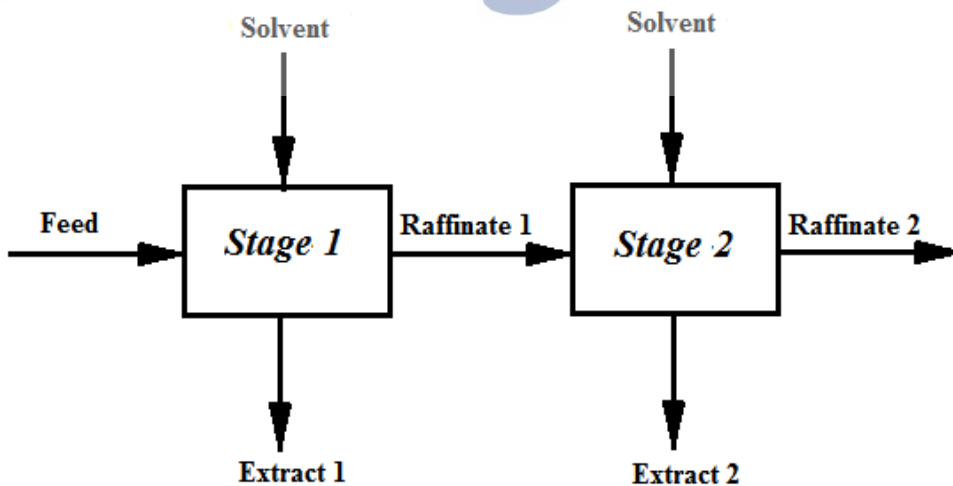 Solvent
Solvent
Feed
Stage 1
Raffinate 1
Stage 2
Raffinate 2
Extract 1
Extract 2